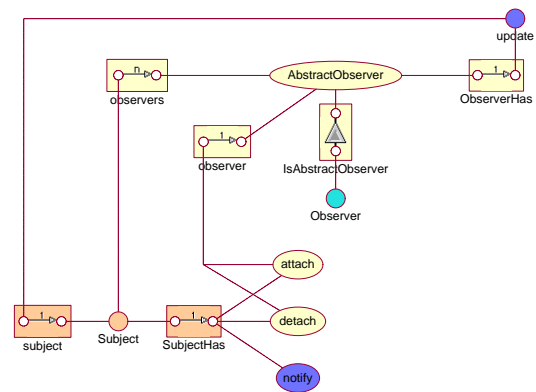 update
n
AbstractObserver
1
observers
ObserverHas
1
observer
IsAbstractObserver
Observer
attach
1
1
detach
subject
Subject
SubjectHas
notify